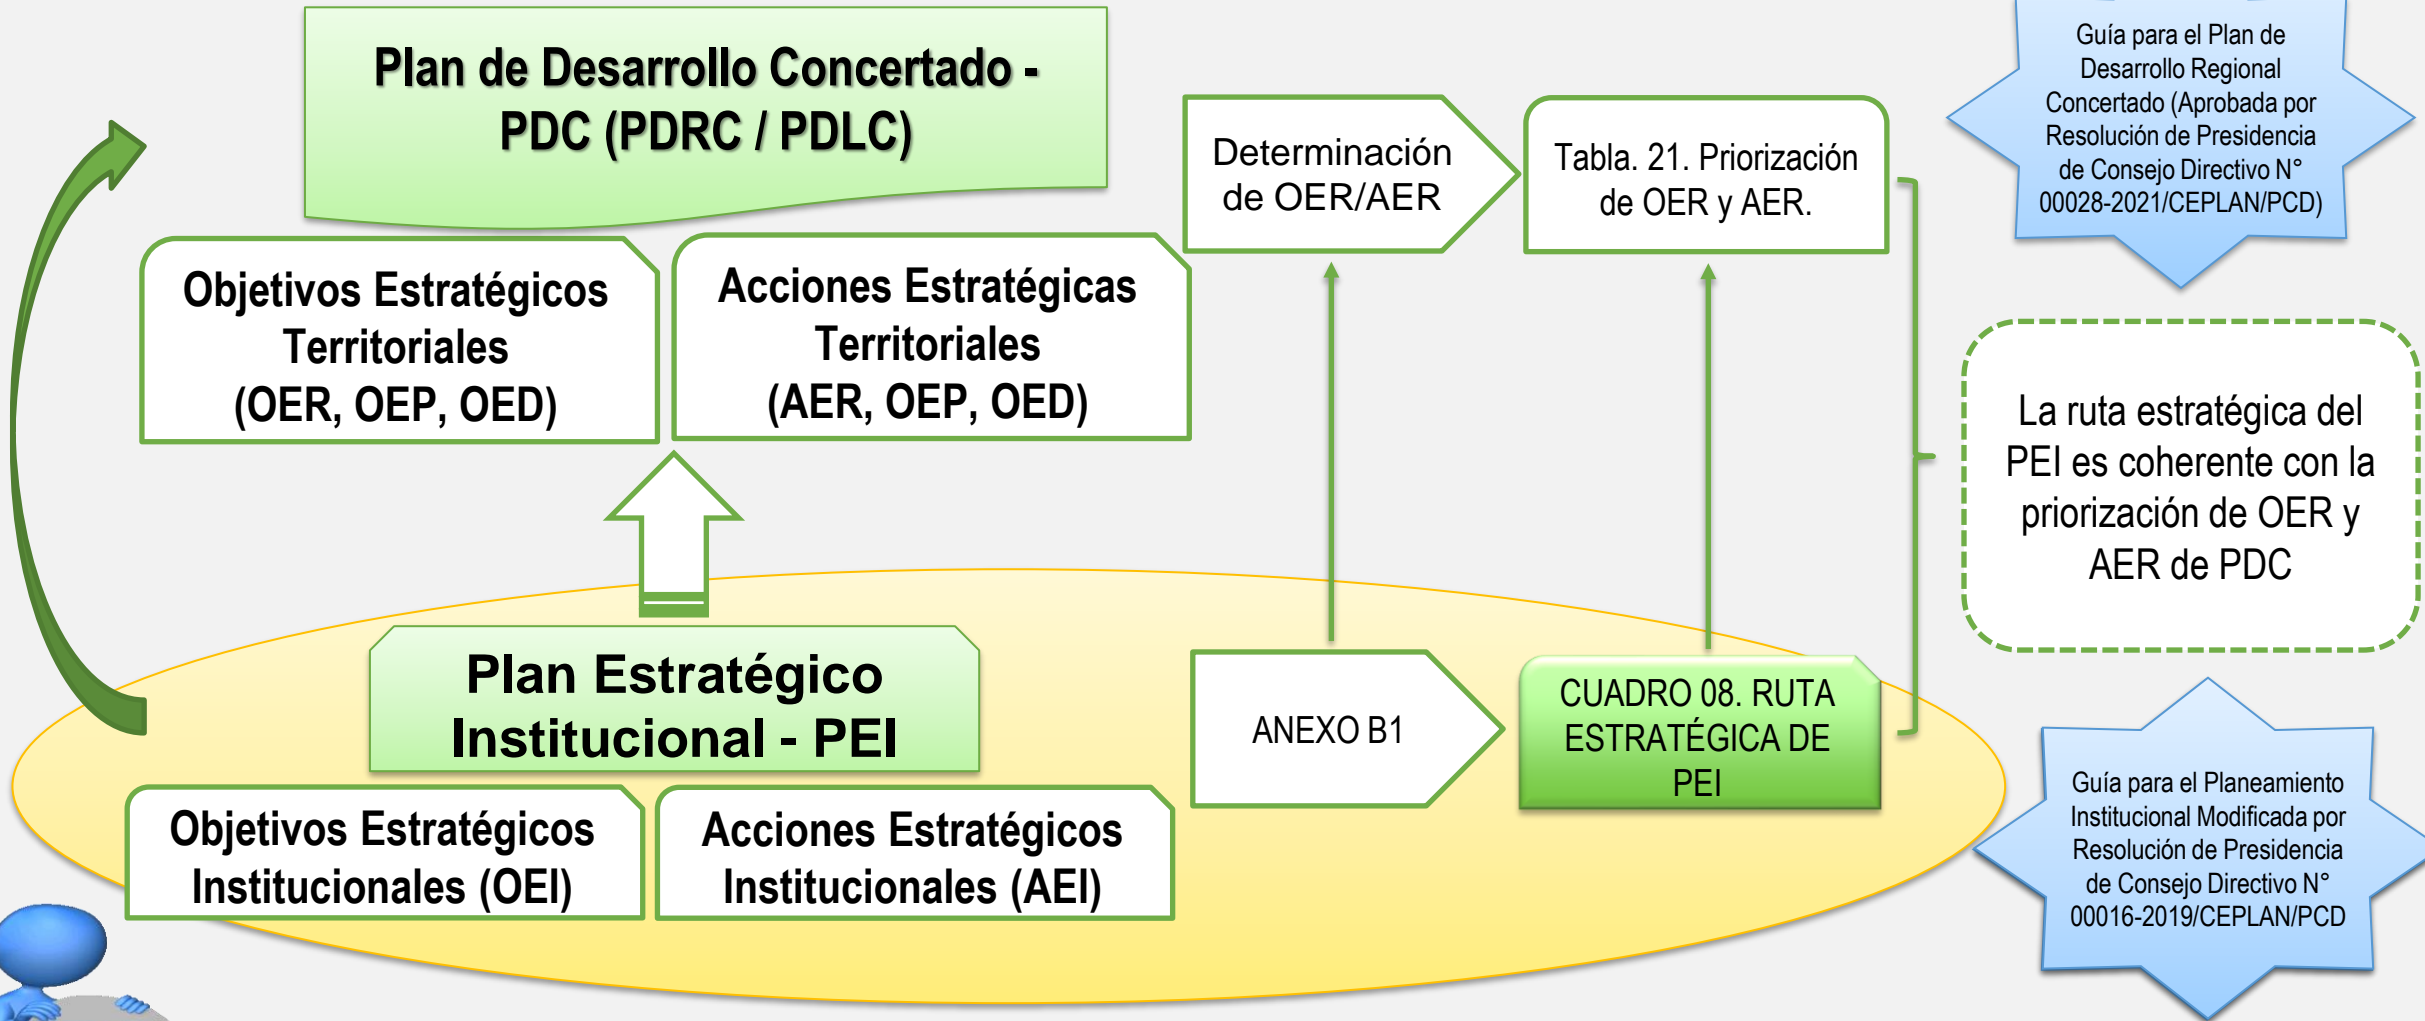 Plan de Desarrollo Concertado -
PDC (PDRC / PDLC)
Objetivos Estratégicos
Territoriales
(OER, OEP, OED)
Acciones Estratégicas
Territoriales
(AER, OEP, OED)
Determinación
de OER/AER
Tabla. 21. Priorización
de OER y AER.
Guía para el Plan de
Desarrollo Regional
Concertado (Aprobada por
Resolución de Presidencia
de Consejo Directivo N°
00028-2021/CEPLAN/PCD)
La ruta estratégica del
PEI es coherente con la
priorización de OER y
AER de PDC
Plan Estratégico
Institucional - PEI
Objetivos Estratégicos
Institucionales (OEI)
Acciones Estratégicos
Institucionales (AEI)
ANEXO B1
CUADRO 08. RUTA
ESTRATÉGICA DE
PEI
Guía para el Planeamiento
Institucional Modificada por
Resolución de Presidencia
de Consejo Directivo N°
00016-2019/CEPLAN/PCD